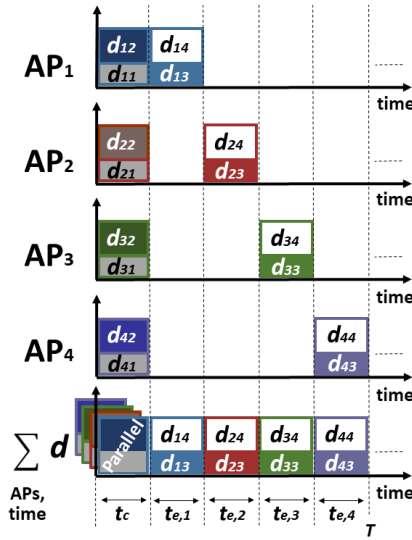 d12 d14
AP1
d11 d13
time
d22 d24
AP2
d21 d23
time
d32 d34
AP3
d31 d33
time
d42 d44
AP4
d41 d43
time
Parallel d14 d24 d34 d44
∑ d
d13 d23 d33 d43
APs,
time
time
tc te,1 te,2 te,3 te,4
T